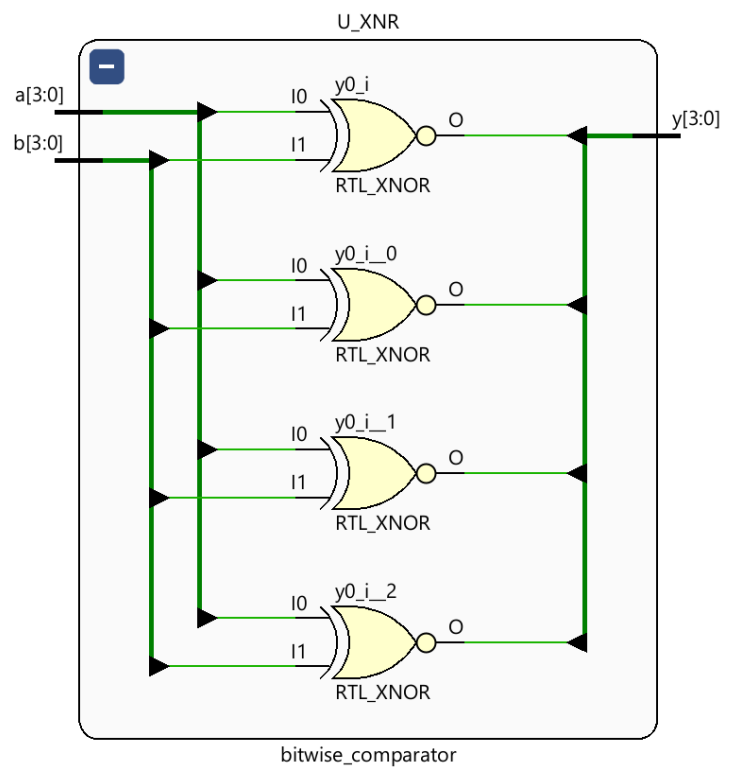 U_XNR
a[3:0]
b[3:0]
y[3:0]
y0_i
I0
I1
O
RTL_XNOR
y0_i__0
I0
I1
O
RTL_XNOR
y0_i__1
I0
I1
O
RTL_XNOR
y0_i__2
I0
I1
O
RTL_XNOR
bitwise_comparator